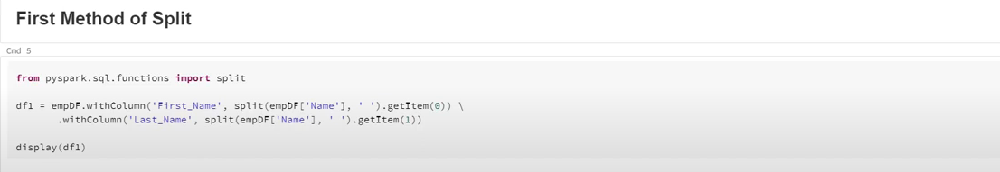 First Method of Split
Cmd 5
from pyspark.sql.functions import split
df1 = empDF.withColumn('First_Name', split(empDF['Name'], ' ').getItem(0)) \
.withColumn('Last_Name', split(empDF['Name'], ' ').getItem(1))
display(df1)